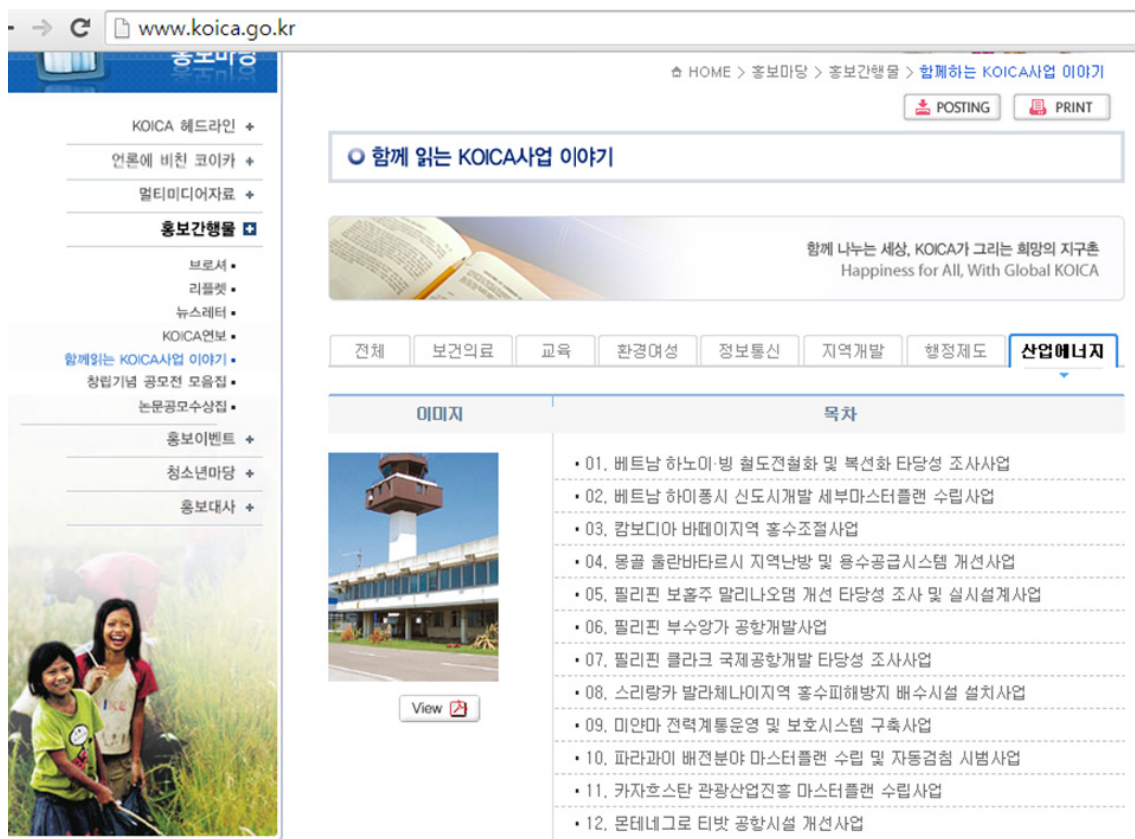 www.koica.go.kr
홍보마당
HOME > 홍보마당 > 홍보간행물 > 함께하는 KOICA사업 이야기
POSTING
PRINT
KOICA 헤드라인
언론에 비친 코이카
멀티미디어자료
홍보간행물
브로셔
리플렛
뉴스레터
KOICA연보
함께읽는 KOICA사업 이야기
창립기념 공모전 모음집
논문공모수상집
홍보이벤트
청소년마당
홍보대사
함께 읽는 KOICA사업 이야기
함께 나누는 세상, KOICA가 그리는 희망의 지구촌
Happiness for All, With Global KOICA
전체 보건의료 교육 환경여성 정보통신 지역개발 행정제도 산업에너지
이미지 목차
View
• 01. 베트남 하노이·빙 철도전철화 및 복선화 타당성 조사사업
• 02. 베트남 하이퐁시 신도시개발 세부마스터플랜 수립사업
• 03. 캄보디아 바떼이지역 홍수조절사업
• 04. 몽골 울란바타르시 지역난방 및 용수공급시스템 개선사업
• 05. 필리핀 보홀주 말리나오댐 개선 타당성 조사 및 실시설계사업
• 06. 필리핀 부수앙가 공항개발사업
• 07. 필리핀 클라크 국제공항개발 타당성 조사사업
• 08. 스리랑카 발라체나이지역 홍수피해방지 배수시설 설치사업
• 09. 미얀마 전력계통운영 및 보호시스템 구축사업
• 10. 파라과이 배전분야 마스터플랜 수립 및 자동검침 시범사업
• 11. 카자흐스탄 관광산업진흥 마스터플랜 수립사업
• 12. 몬테네그로 티밧 공항시설 개선사업